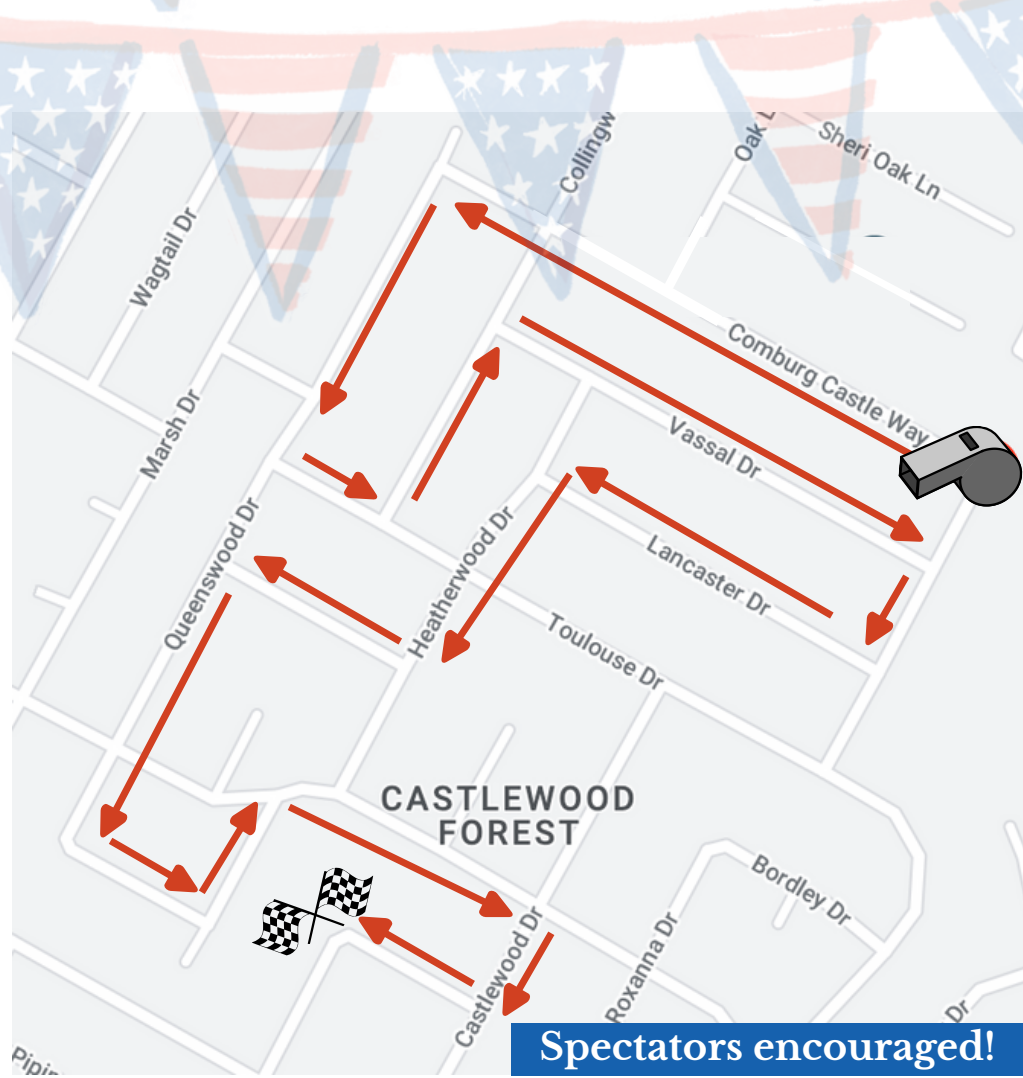 Collingw
Oak L
Sheri Oak Ln
Wagtail Dr
Comburg Castle Way
Marsh Dr
Vassal Dr
Queenswood Dr
Heatherwood Dr
Lancaster Dr
Toulouse Dr
CASTLEWOOD
FOREST
Bordley Dr
Castlewood Dr
Roxanna Dr
Dr
Pipin
Spectators encouraged!